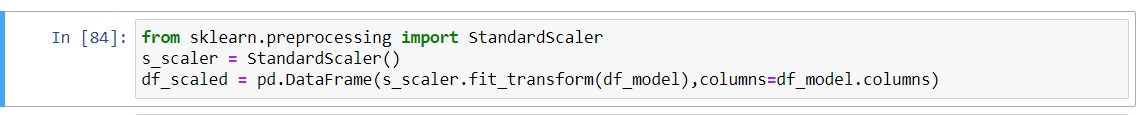 In [84]:
from sklearn.preprocessing import StandardScaler
s_scaler = StandardScaler()
df_scaled = pd.DataFrame(s_scaler.fit_transform(df_model),columns=df_model.columns)